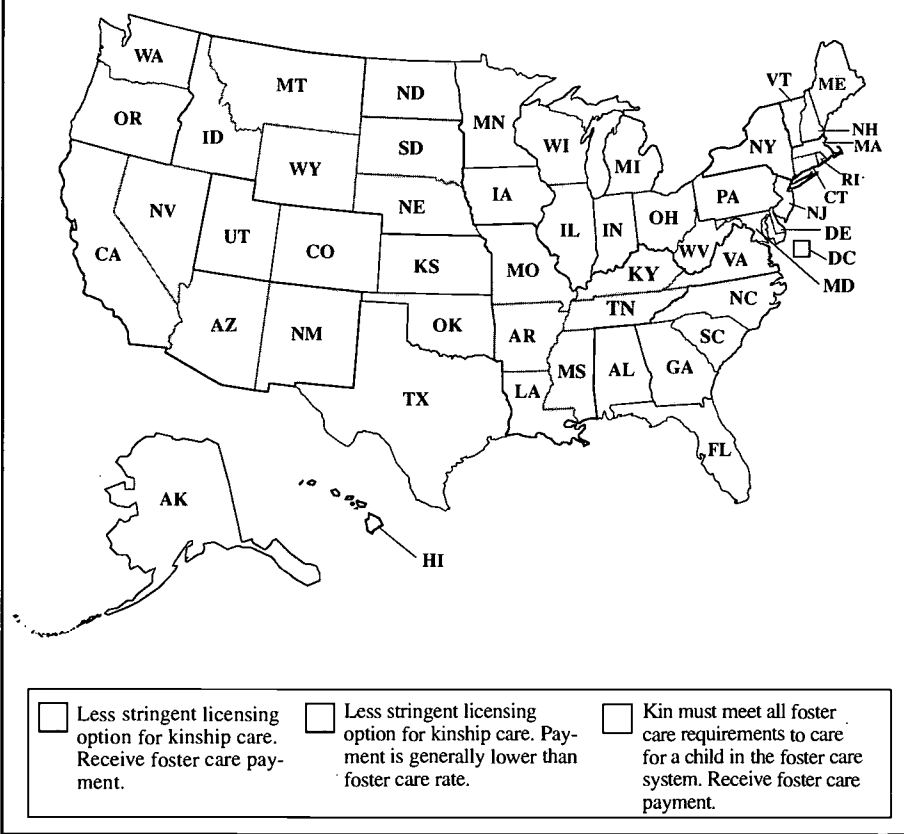 WA
MT
ND
MN
VT
ME
OR
ID
SD
WI
MI
NY
NH
MA
WY
RI
CT
NV
NE
IA
PA
NJ
CA
UT
CO
IL
IN
OH
DE
DC
KS
MO
WV
VA
MD
KY
AZ
NM
OK
AR
TN
NC
SC
TX
LA
MS
AL
GA
FL
AK
HI
Less stringent licensing
option for kinship care.
Receive foster care pay-
ment.
Less stringent licensing
option for kinship care. Pay-
ment is generally lower than
foster care rate.
Kin must meet all foster
care requirements to care
for a child in the foster care
system. Receive foster care
payment.